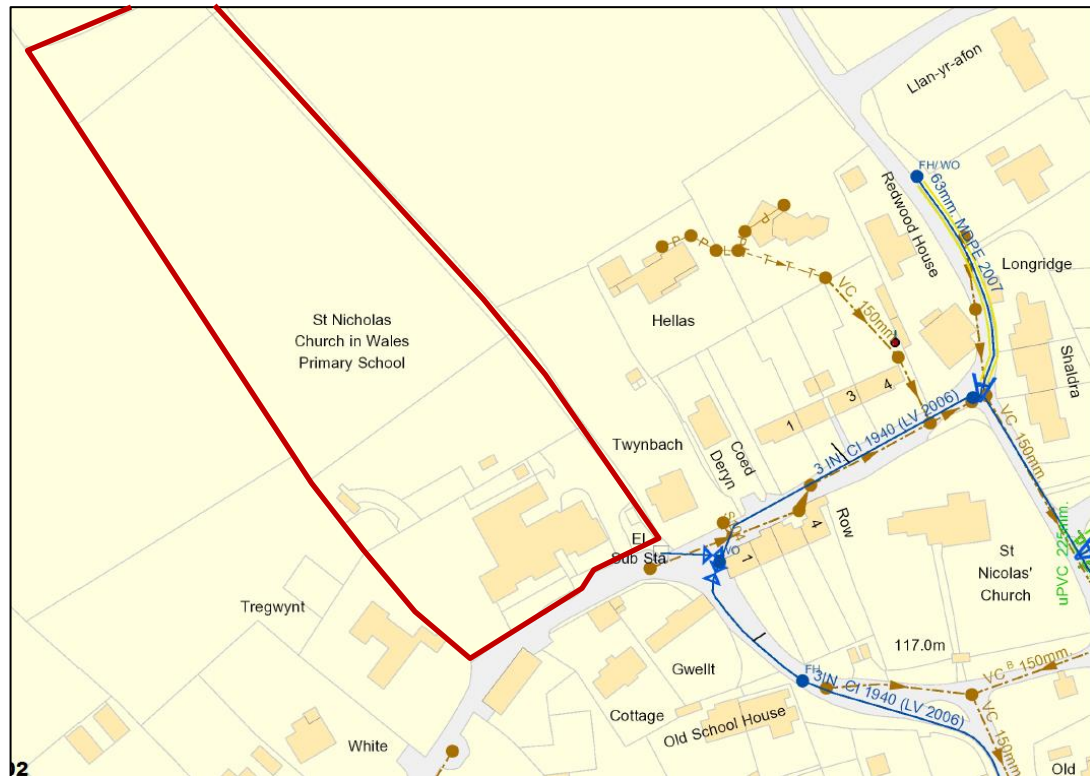 Llan-yr-afon
FH/WO
63mm. MDPE 2007
Redwood House
Longridge
P
P
P
L
T
T
T
VC 150mm.
Hellas
St Nicholas
Church in Wales
Primary School
Shaldra
1
3
4
3 IN. CI 1940 (LV 2006)
VC 150mm.
Twynbach
Coed
Deryn
El
Sub Sta
WO
1
4
Row
St
Nicolas'
Church
uPVC 225mm.
Tregwynt
117.0m
VC B 150mm.
Gwellt
FH
3IN. CI 1940 (LV 2006)
VC 150mm.
Cottage
Old School House
White
Old